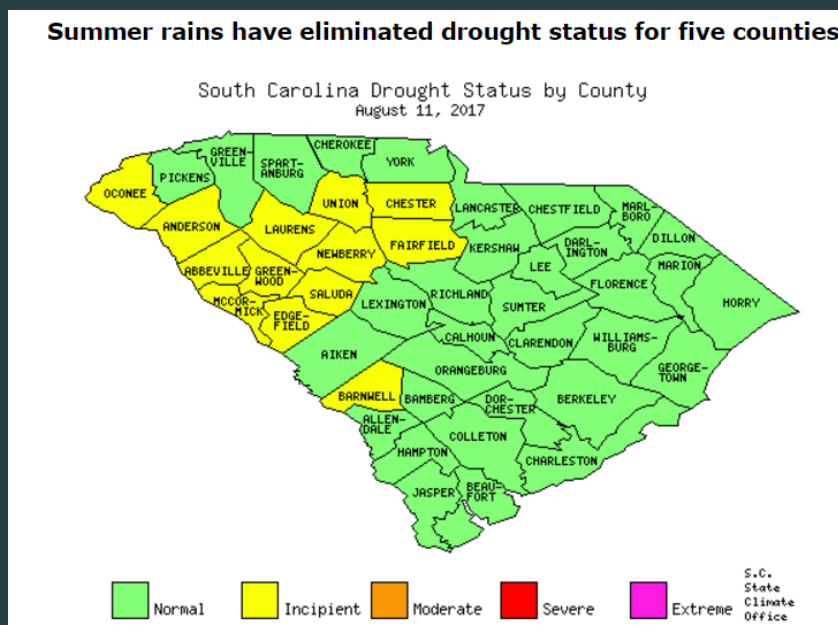 Summer rains have eliminated drought status for five counties
South Carolina Drought Status by County
August 11, 2017
CHEROKEE
GREEN-
VILLE
SPART-
ANBURG
YORK
PICKENS
OCONEE
UNION
CHESTER
LANCASTER
CHESTFIELD
MARL-
BORO
ANDERSON
LAURENS
FAIRFIELD
KERSHAW
DARL-
INGTON
DILLON
NEWBERRY
LEE
MARION
ABBEVILLE
GREEN-
WOOD
FLORENCE
SALUDA
LEXINGTON
RICHLAND
SUMTER
HORRY
MCCOR-
MICK
EDGE-
FIELD
CALHOUN
CLARENDON
WILLIAMS-
BURG
AIKEN
ORANGEBURG
GEORGE-
TOWN
BARNWELL
BAMBERG
DOR-
CHESTER
BERKELEY
ALLEN-
DALE
COLLETON
HAMPTON
CHARLESTON
JASPER
BEAU-
FORT
Normal
Incipient
Moderate
Severe
Extreme
S.C.
State
Climate
Office